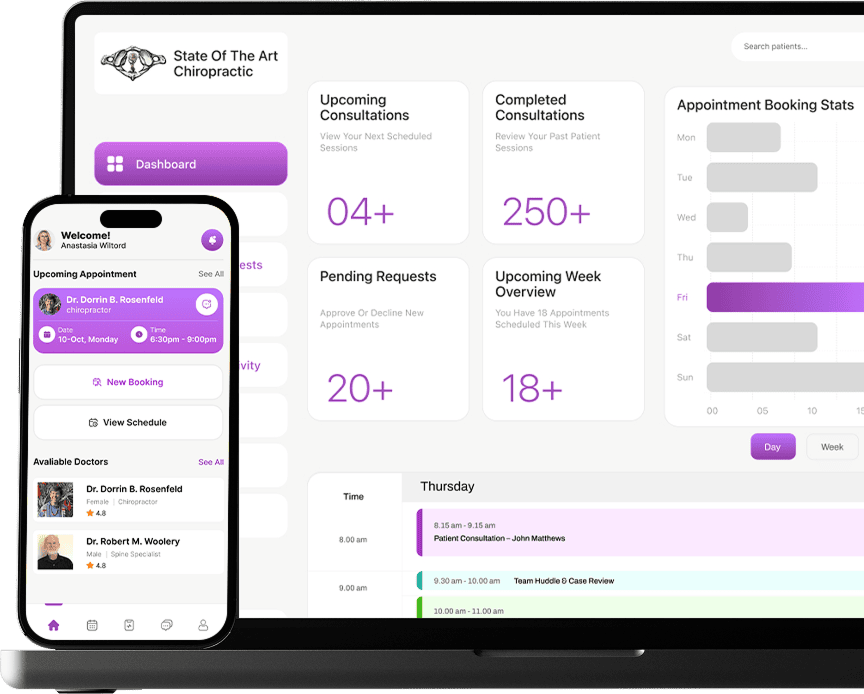 State Of The Art
Chiropractic
Search patients...
Dashboard
ests
ivity
Upcoming
Consultations
View Your Next Scheduled
Sessions
04+
Completed
Consultations
Review Your Past Patient
Sessions
250+
Pending Requests
Approve Or Decline New
Appointments
20+
Upcoming Week
Overview
You Have 18 Appointments
Scheduled This Week
18+
Appointment Booking Stats
Mon
Tue
Wed
Thu
Fri
Sat
Sun
00 05 10 15
Day Week
Time
Thursday
8.00 am
8.15 am - 9.15 am
Patient Consultation – John Matthews
9.00 am
9.30 am - 10.00 am Team Huddle & Case Review
10.00 am - 11.00 am
Welcome!
Anastasia Wiltord
Upcoming Appointment See All
Dr. Dorrin B. Rosenfeld
chiropractor
Date
10-Oct, Monday
Time
6:30pm - 9:00pm
New Booking
View Schedule
Avaliable Doctors See All
Dr. Dorrin B. Rosenfeld
Female | Chiropractor
4.8
Dr. Robert M. Woolery
Male | Spine Specialist
4.8